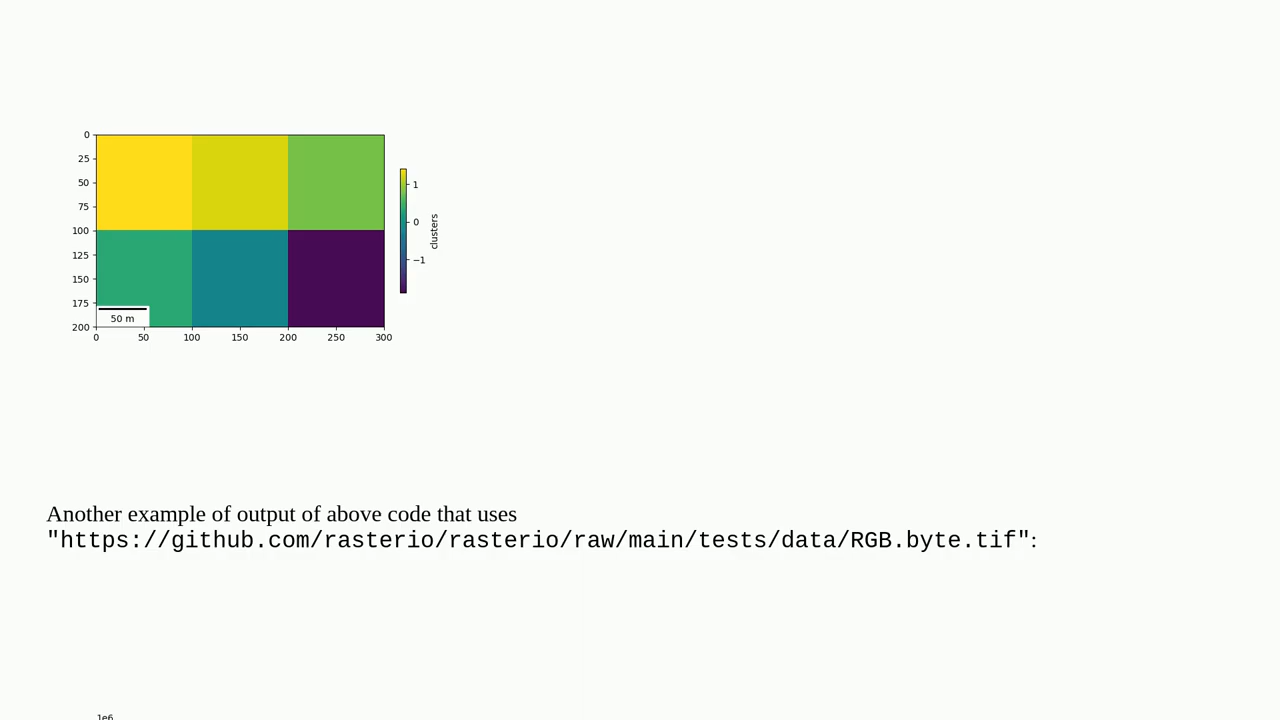 0
25
50
75
100
125
150
175
200
0 50 100 150 200 250 300
50 m
1
0
−1
clusters
Another example of output of above code that uses
"https://github.com/rasterio/rasterio/raw/main/tests/data/RGB.byte.tif":
1e6